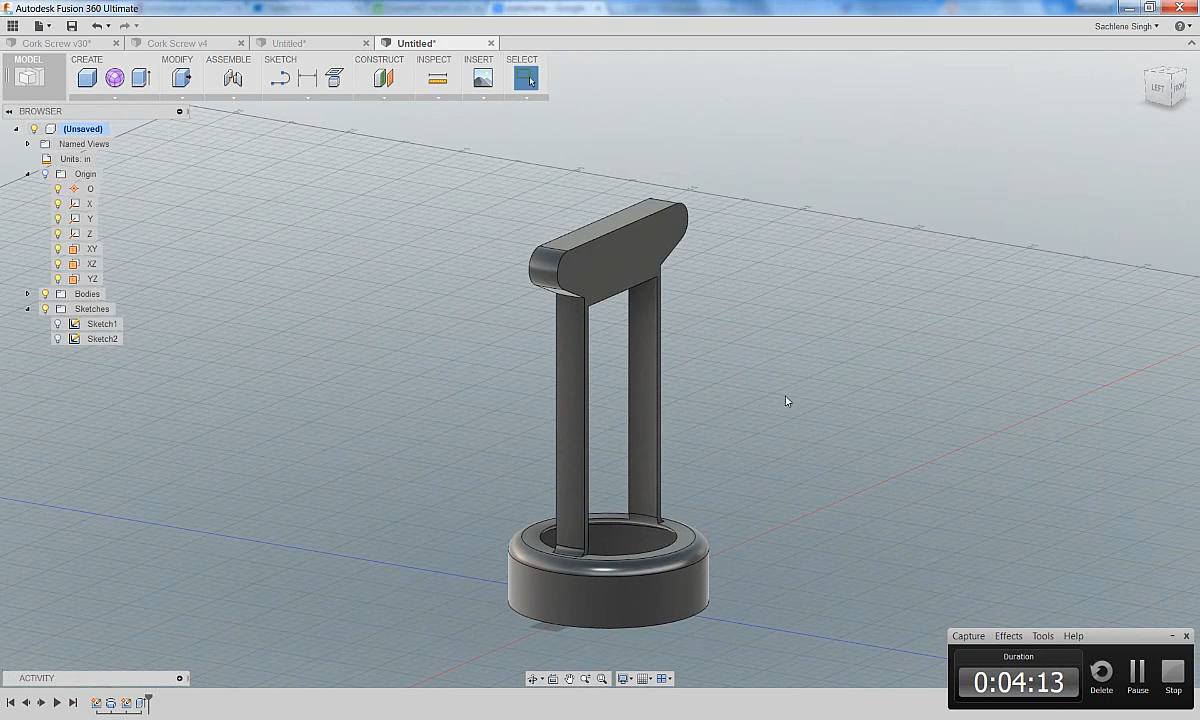 Autodesk Fusion 360 Ultimate
Sachlene Singh
Cork Screw v30*
Cork Screw v4
Untitled*
Untitled*
MODEL
CREATE
MODIFY
ASSEMBLE
SKETCH
CONSTRUCT
INSPECT
INSERT
SELECT
LEFT
FRONT
BROWSER
(Unsaved)
Named Views
Units: in
Origin
O
X
Y
Z
XY
XZ
YZ
Bodies
Sketches
Sketch1
Sketch2
Capture Effects Tools Help
Duration
0:04:13
Delete Pause Stop
ACTIVITY